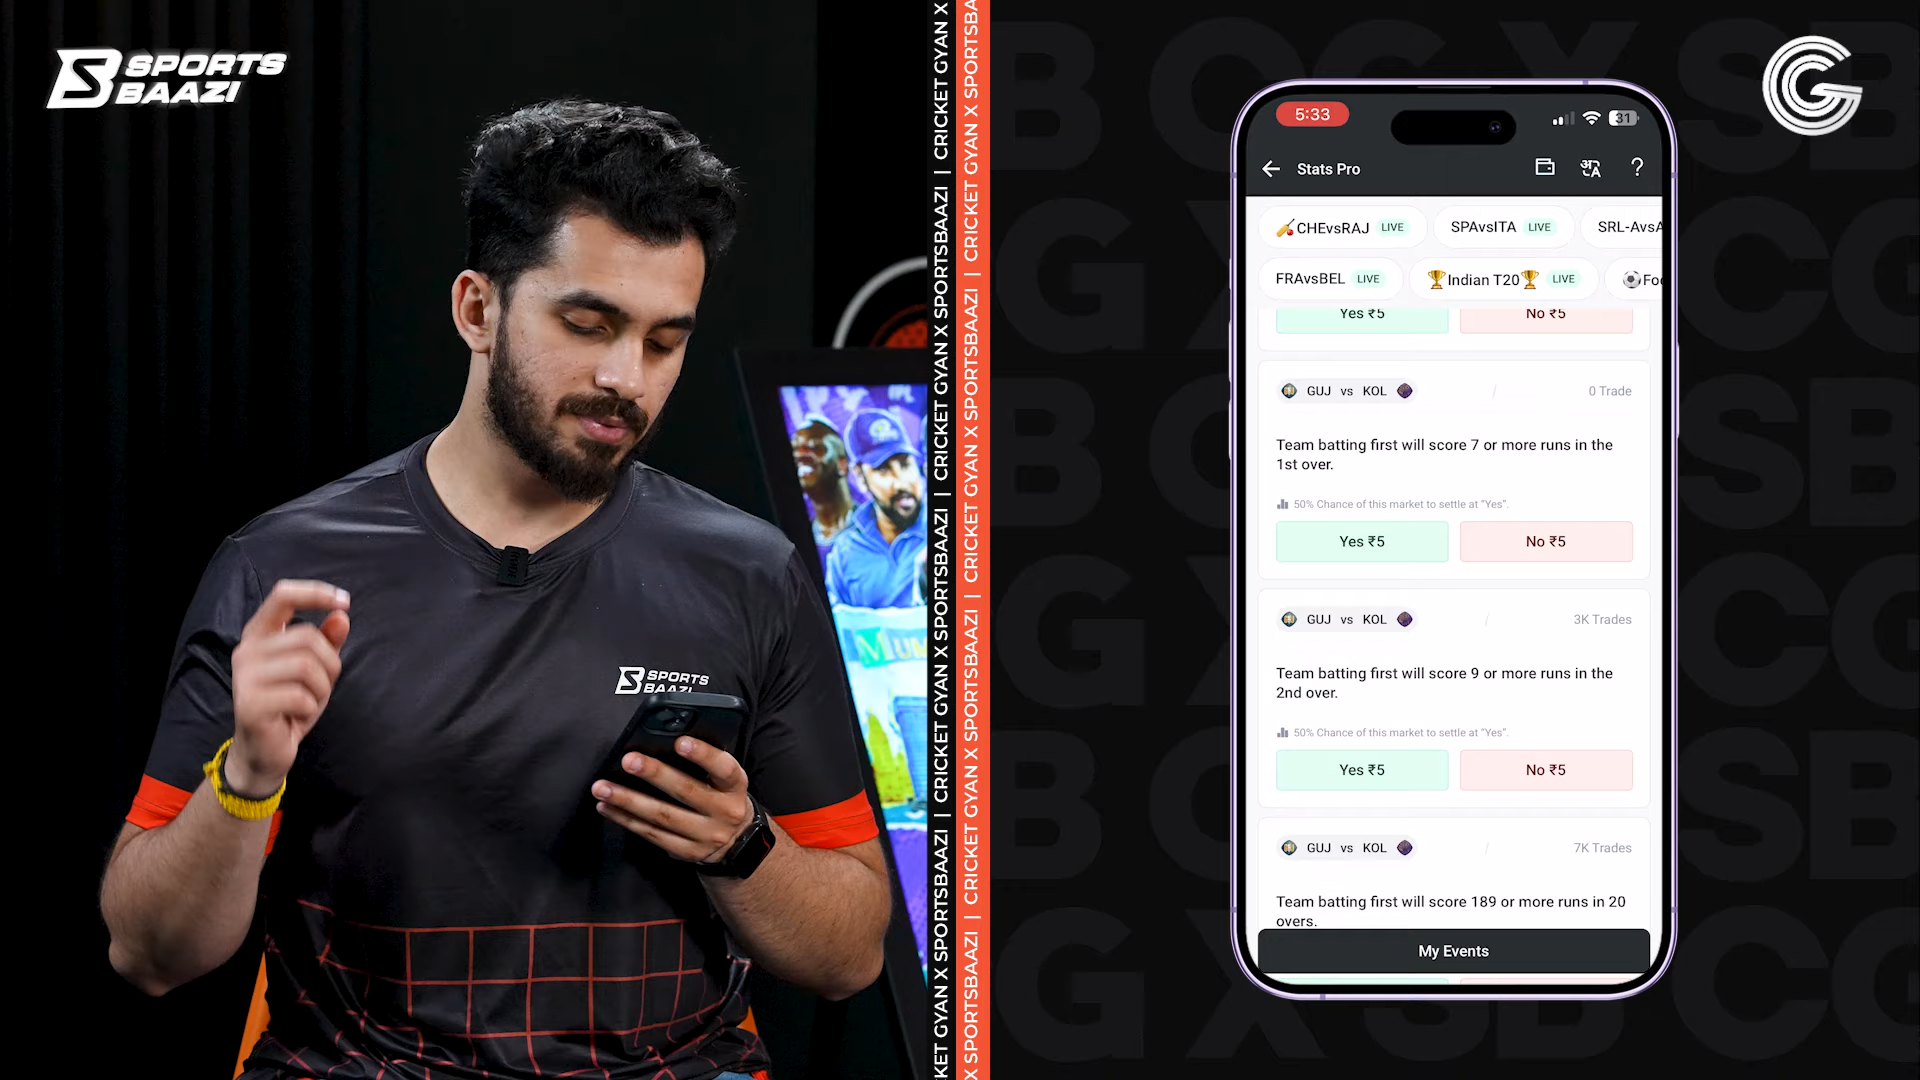 SPORTS
BAAZI
SPORTS
BAAZI
CRICKET GYAN X SPORTSBAAZI | CRICKET GYAN X SPORTSBAAZI | CRICKET GYAN X SPORTSBAAZI | CRICKET GYAN X
X SPORTSBAAZI | CRICKET GYAN X SPORTSBAAZI | CRICKET GYAN X SPORTSBAAZI | CRICKET GYAN X SPORTSBA
5:33
31
Stats Pro
अ A
?
CHEvsRAJ LIVE
SPAvsITA LIVE
SRL-AvsA
FRAvsBEL LIVE
Indian T20 LIVE
Foo
Yes ₹5
No ₹5
GUJ vs KOL
0 Trade
Team batting first will score 7 or more runs in the
1st over.
50% Chance of this market to settle at "Yes".
Yes ₹5
No ₹5
GUJ vs KOL
3K Trades
Team batting first will score 9 or more runs in the
2nd over.
50% Chance of this market to settle at "Yes".
Yes ₹5
No ₹5
GUJ vs KOL
7K Trades
Team batting first will score 189 or more runs in 20
overs.
My Events